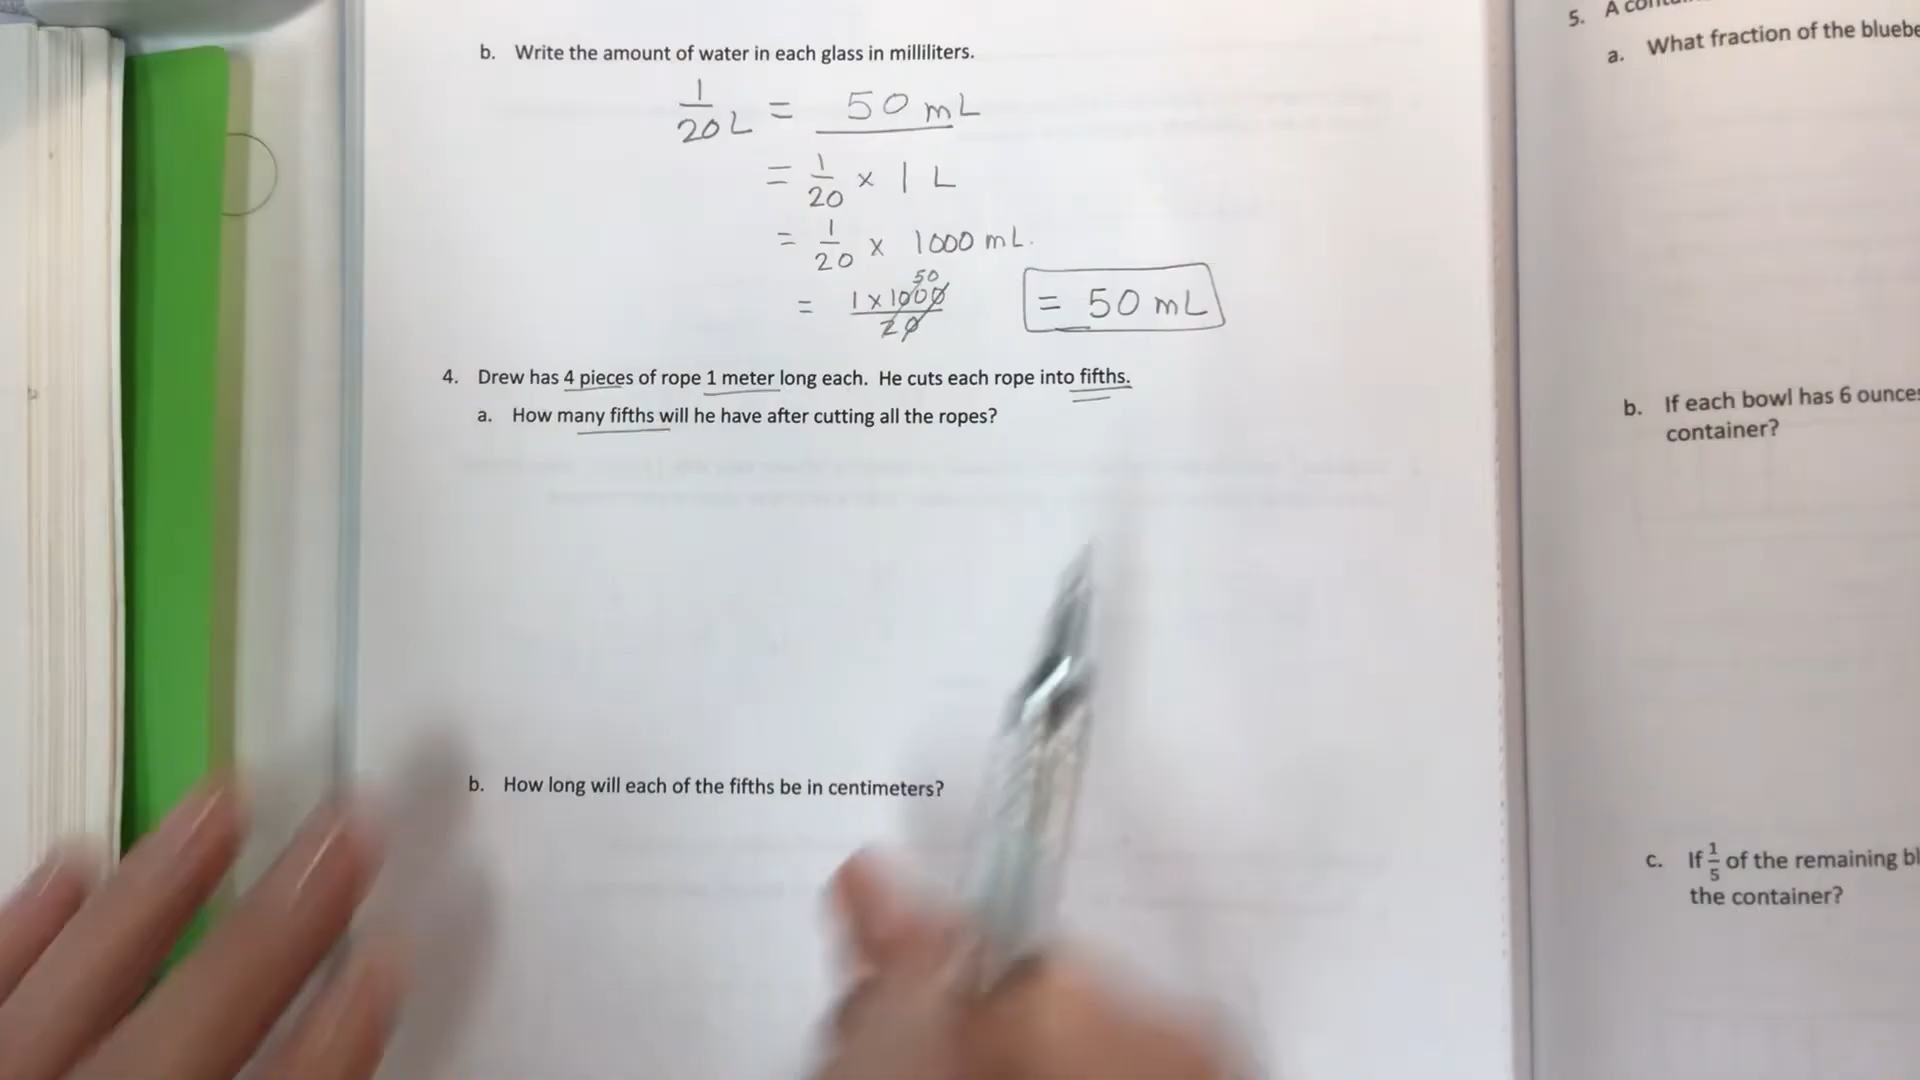 b. Write the amount of water in each glass in milliliters.
1/20 L = 50 mL
= 1/20 x 1 L
= 1/20 x 1000 mL.
50
= 1 x 1000/20 = 50 mL
4. Drew has 4 pieces of rope 1 meter long each. He cuts each rope into fifths.
a. How many fifths will he have after cutting all the ropes?
b. How long will each of the fifths be in centimeters?
5. A
a. What fraction of the
b. If each bowl has 6
container?
c. If 1/5 of the remaining
the container?